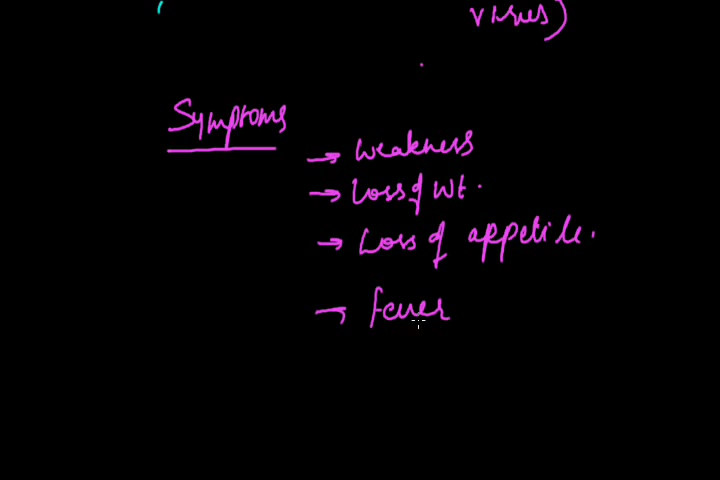 virus)
Symptoms
→ Weakness
→ Loss of Wt.
→ Loss of appetite.
→ fever